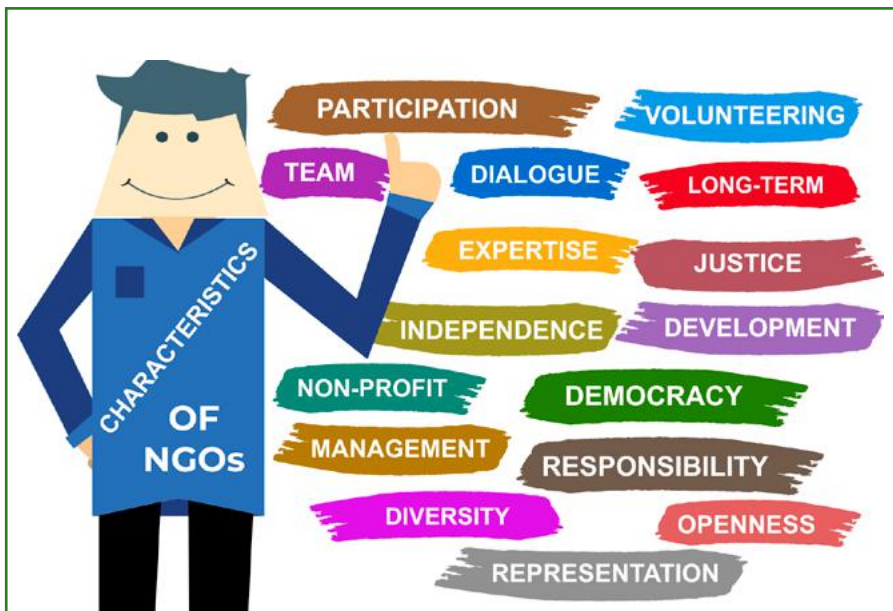 CHARACTERISTICS
OF
NGOs
PARTICIPATION
VOLUNTEERING
TEAM
DIALOGUE
LONG-TERM
EXPERTISE
JUSTICE
INDEPENDENCE
DEVELOPMENT
NON-PROFIT
DEMOCRACY
MANAGEMENT
RESPONSIBILITY
DIVERSITY
OPENNESS
REPRESENTATION